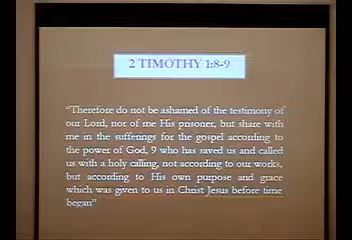 2 TIMOTHY 1:8-9
“Therefore do not be ashamed of the testimony of
our Lord, nor of me His prisoner, but share with
me in the sufferings for the gospel according to
the power of God, 9 who has saved us and called
us with a holy calling, not according to our works,
but according to His own purpose and grace
which was given to us in Christ Jesus before time
began”